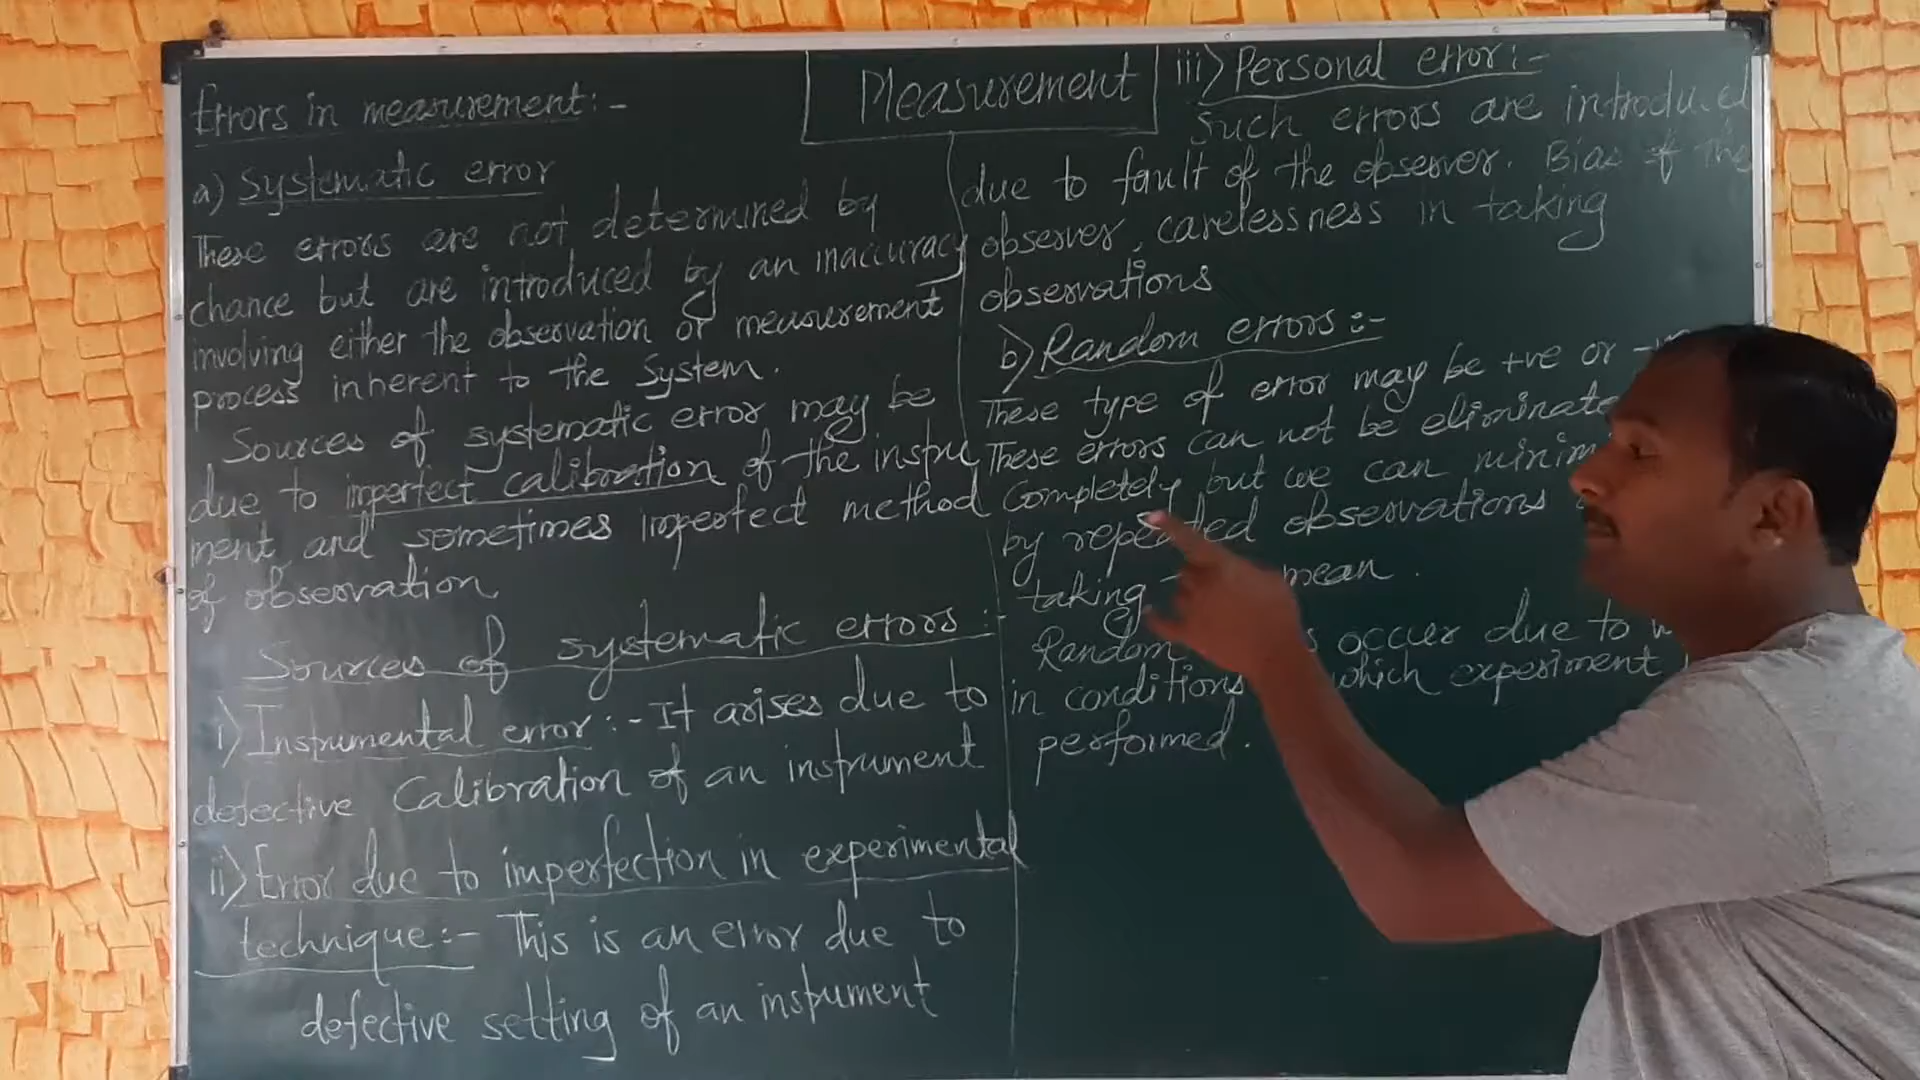 Measurement
Errors in measurement:-
a) Systematic error
These errors are not determined by
chance but are introduced by an inaccuracy
involving either the observation or measurement
process inherent to the system.
Sources of systematic error may be
due to imperfect calibration of the instru
ment and sometimes imperfect method
of observation
Sources of systematic errors:-
i) Instrumental error:- It arises due to
defective Calibration of an instrument
ii) Error due to imperfection in experimental
technique:- This is an error due to
defective setting of an instrument
iii) Personal error:-
Such errors are introduced
due to fault of the observer. Bias of the
observer, carelessness in taking
observations
b) Random errors:-
These type of error may be +ve or
These errors can not be eliminate
Completely but we can minim
by repeated observations
taking mean.
Random occur due to
in conditions which experiment
performed.